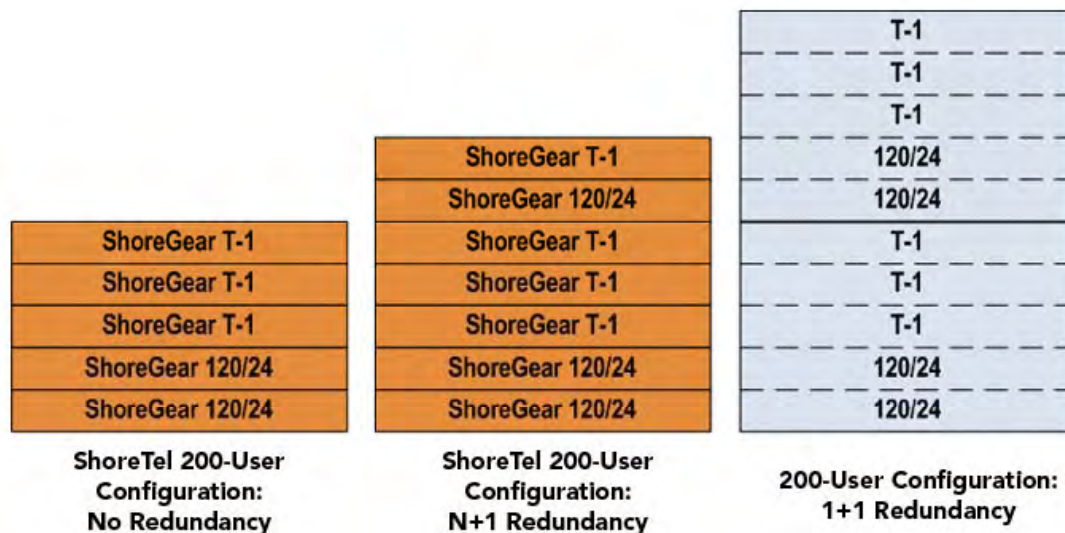 ShoreGear T-1
ShoreGear T-1
ShoreGear T-1
ShoreGear 120/24
ShoreGear 120/24
ShoreTel 200-User
Configuration:
No Redundancy
ShoreGear T-1
ShoreGear 120/24
ShoreGear T-1
ShoreGear T-1
ShoreGear T-1
ShoreGear 120/24
ShoreGear 120/24
ShoreTel 200-User
Configuration:
N+1 Redundancy
T-1
T-1
T-1
120/24
120/24
T-1
T-1
T-1
120/24
120/24
200-User Configuration:
1+1 Redundancy